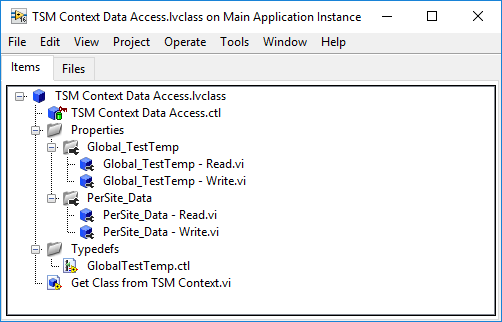 TSM Context Data Access.lvclass on Main Application Instance
File Edit View Project Operate Tools Window Help
Items Files
TSM Context Data Access.lvclass
TSM Context Data Access.ctl
Properties
Global_TestTemp
Global_TestTemp - Read.vi
Global_TestTemp - Write.vi
PerSite_Data
PerSite_Data - Read.vi
PerSite_Data - Write.vi
Typedefs
GlobalTestTemp.ctl
Get Class from TSM Context.vi